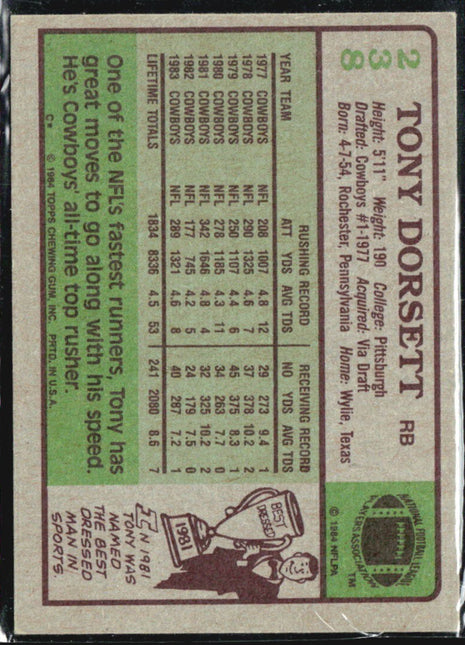 238
TONY DORSETT RB
Height: 5'11" Weight: 190 College: Pittsburgh
Drafted: Cowboys #1-1977 Acquired: Via Draft
Born: 4-7-54, Rochester, Pennsylvania Home: Wylie, Texas
NATIONAL FOOTBALL LEAGUE
PLAYERS ASSOCIATION
TM
© 1984 NFLPA
RUSHING RECORD RECEIVING RECORD
YEAR TEAM ATT YDS AVG TDS NO YDS AVG TDS
1977 COWBOYS NFL 208 1007 4.8 12 29 273 9.4 1
1978 COWBOYS NFL 290 1325 4.6 7 37 378 10.2 2
1979 COWBOYS NFL 250 1107 4.4 6 45 375 8.3 1
1980 COWBOYS NFL 278 1185 4.3 11 34 263 7.7 0
1981 COWBOYS NFL 342 1646 4.8 4 32 325 10.2 2
1982 COWBOYS NFL 177 745 4.2 5 24 179 7.5 0
1983 COWBOYS NFL 289 1321 4.6 8 40 287 7.2 1
LIFETIME TOTALS 1834 8336 4.5 53 241 2080 8.6 7
One of the NFL's fastest runners, Tony has
great moves to go along with his speed.
He's Cowboys' all-time top rusher.
C* © 1984 TOPPS CHEWING GUM, INC. PRTD. IN U.S.A.
BEST
DRESSED
1981
IN 1981
TONY WAS
NAMED
THE BEST
DRESSED
MAN IN
SPORTS